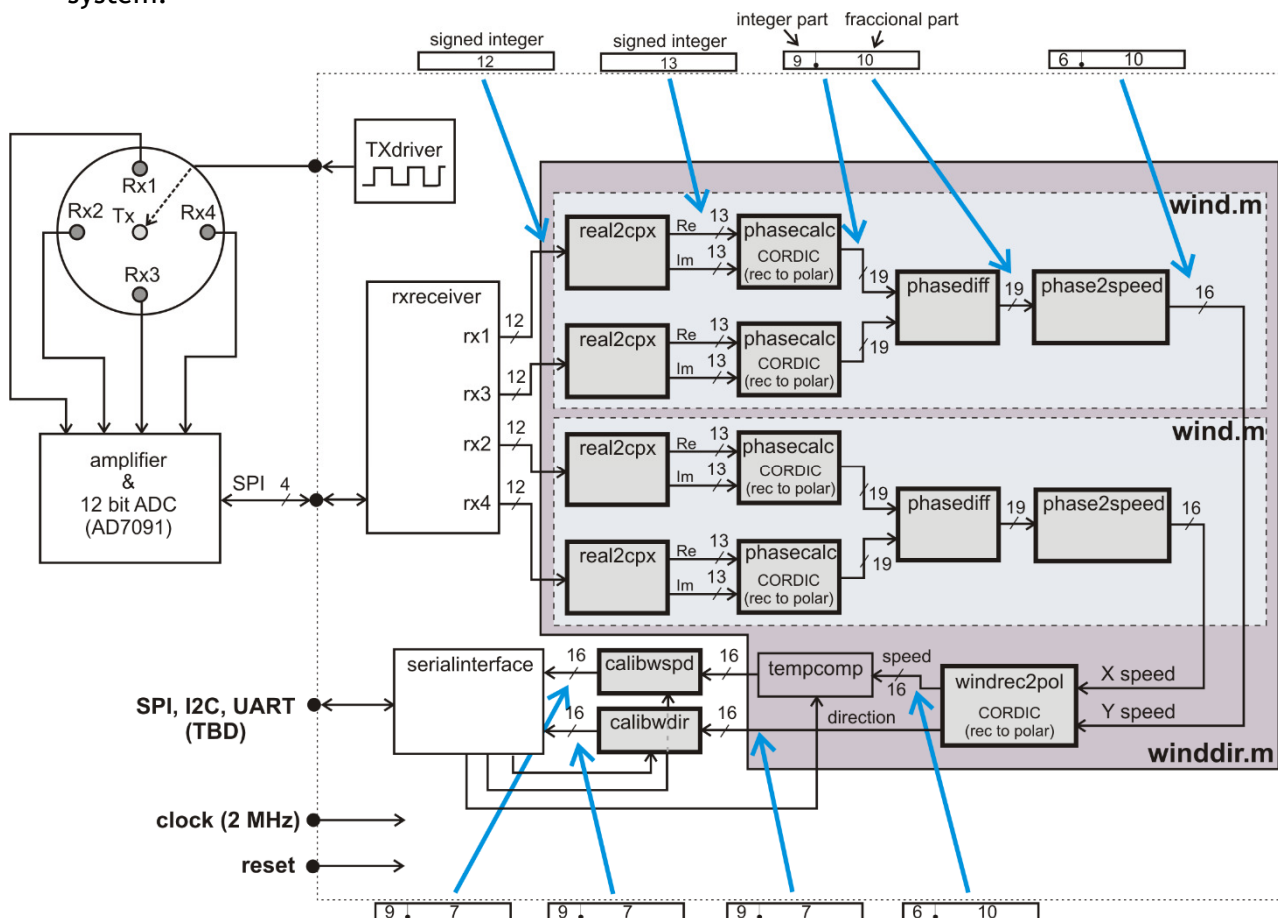 system.
integer part
fraccional part
signed integer
12
signed integer
13
9 . 10
6 . 10
TXdriver
Rx1
Rx2
Tx
Rx4
Rx3
wind.m
real2cpx
Re
13
Im
13
phasecalc
CORDIC
(rec to polar)
19
phasediff
19
phase2speed
16
rxreceiver
rx1
12
real2cpx
Re
13
Im
13
phasecalc
CORDIC
(rec to polar)
19
rx3
12
rx2
12
rx4
12
wind.m
real2cpx
Re
13
Im
13
phasecalc
CORDIC
(rec to polar)
19
phasediff
19
phase2speed
16
real2cpx
Re
13
Im
13
phasecalc
CORDIC
(rec to polar)
19
amplifier
&
12 bit ADC
(AD7091)
SPI
4
serialinterface
16
calibwspd
16
tempcomp
speed
16
windrec2pol
CORDIC
(rec to polar)
X speed
Y speed
16
calibwdir
16
direction
winddir.m
SPI, I2C, UART
(TBD)
clock (2 MHz)
reset
9 . 7
9 . 7
9 . 7
6 . 10